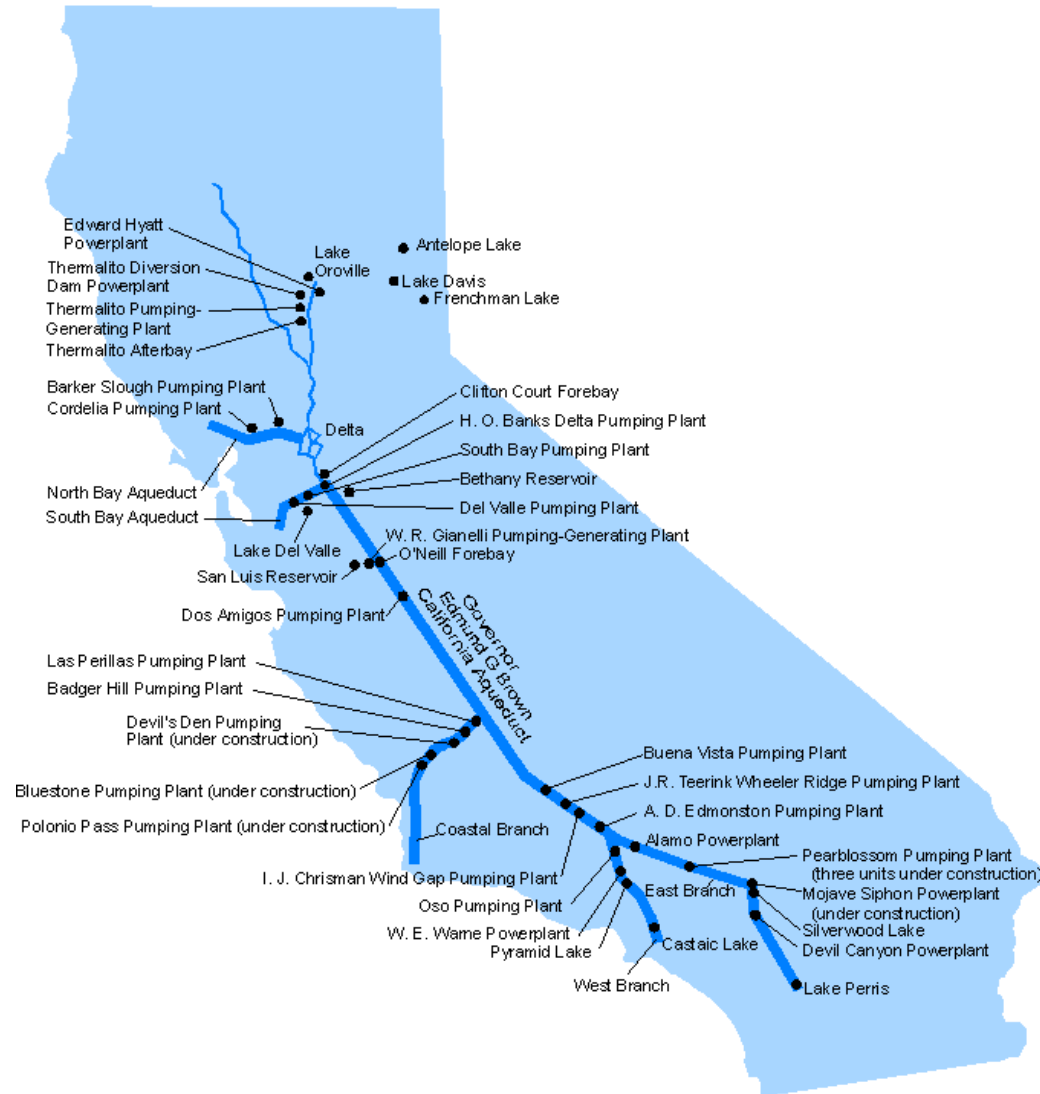 Edward Hyatt
Powerplant
Lake
Oroville
Antelope Lake
Thermalito Diversion
Dam Powerplant
Lake Davis
Frenchman Lake
Thermalito Pumping-
Generating Plant
Thermalito Afterbay
Barker Slough Pumping Plant
Cordelia Pumping Plant
Clifton Court Forebay
Delta
H. O. Banks Delta Pumping Plant
South Bay Pumping Plant
Bethany Reservoir
North Bay Aqueduct
Del Valle Pumping Plant
South Bay Aqueduct
W. R. Gianelli Pumping-Generating Plant
Lake Del Valle
O'Neill Forebay
San Luis Reservoir
Dos Amigos Pumping Plant
Governor
Edmund G Brown
California Aqueduct
Las Perillas Pumping Plant
Badger Hill Pumping Plant
Devil's Den Pumping
Plant (under construction)
Buena Vista Pumping Plant
J.R. Teerink Wheeler Ridge Pumping Plant
Bluestone Pumping Plant (under construction)
A. D. Edmonston Pumping Plant
Polonio Pass Pumping Plant (under construction)
Coastal Branch
Alamo Powerplant
Pearblossom Pumping Plant
(three units under construction)
I. J. Chrisman Wind Gap Pumping Plant
East Branch
Mojave Siphon Powerplant
(under construction)
Oso Pumping Plant
Silverwood Lake
W. E. Warne Powerplant
Pyramid Lake
Castaic Lake
Devil Canyon Powerplant
West Branch
Lake Perris